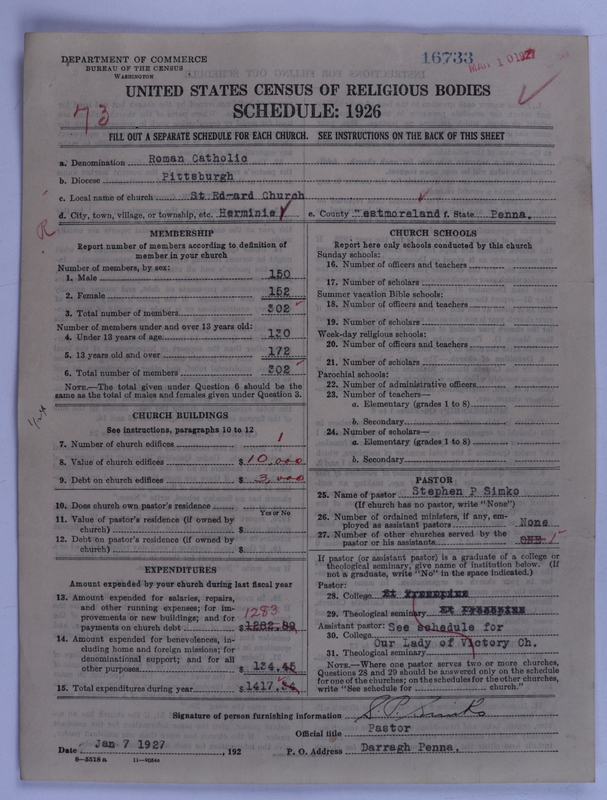 DEPARTMENT OF COMMERCE
BUREAU OF THE CENSUS
WASHINGTON
16733
MAR 10 1927
UNITED STATES CENSUS OF RELIGIOUS BODIES
73
SCHEDULE: 1926
FILL OUT A SEPARATE SCHEDULE FOR EACH CHURCH. SEE INSTRUCTIONS ON THE BACK OF THIS SHEET
a. Denomination Roman Catholic
b. Diocese Pittsburgh
c. Local name of church St Ed-ard Church
d. City, town, village, or township, etc. Herminie e. County Westmoreland f. State Penna.
R
MEMBERSHIP
Report number of members according to definition of
member in your church
Number of members, by sex:
1. Male 150
2. Female 152
3. Total number of members 302
Number of members under and over 13 years old:
4. Under 13 years of age 130
5. 13 years old and over 172
6. Total number of members 302
NOTE.—The total given under Question 6 should be
same as the total of males and females given under Question 3.
CHURCH BUILDINGS
See instructions, paragraphs 10 to 12
7. Number of church edifices 1
8. Value of church edifices $ 10,000
9. Debt on church edifices $ 3,000
10. Does church own pastor's residence
Yes or No
11. Value of pastor's residence (if owned by
church) $
12. Debt on pastor's residence (if owned by
church) $
EXPENDITURES
Amount expended by your church during last fiscal year
13. Amount expended for salaries, repairs,
and other running expenses; for im-
provements or new buildings; and for
1283
payments on church debt $ 1282.89
14. Amount expended for benevolences, in-
cluding home and foreign missions; for
denominational support; and for all
other purposes 134.45
15. Total expenditures during year $ 1417.34
CHURCH SCHOOLS
Report here only schools conducted by this church
Sunday schools:
16. Number of officers and teachers
17. Number of scholars
Summer vacation Bible schools:
18. Number of officers and teachers
19. Number of scholars
Week-day religious schools:
20. Number of officers and teachers
21. Number of scholars
Parochial schools:
22. Number of administrative officers
23. Number of teachers—
a. Elementary (grades 1 to 8)
b. Secondary
24. Number of scholars—
a. Elementary (grades 1 to 8)
b. Secondary
PASTOR
25. Name of pastor Stephen P Simko
(If church has no pastor, write "None")
26. Number of ordained ministers, if any, em-
ployed as assistant pastors None
27. Number of other churches served by the
pastor or his assistants 1
If pastor (or assistant pastor) is a graduate of a college or
theological seminary, give name of institution below. (If
not a graduate, write "No" in the space indicated.)
Pastor:
28. College
29. Theological seminary
Assistant pastor: See schedule for
30. College
Our Lady of Victory Ch.
31. Theological seminary
NOTE.—Where one pastor serves two or more churches,
Questions 28 and 29 should be answered only on the schedule
for one of the churches; on the schedules for the other churches,
write "See schedule for church."
Signature of person furnishing information S. P. Simko
Official title Pastor
Date Jan 7 1927, 192 P. O. Address Darragh Penna.
8—5518a 11—90544